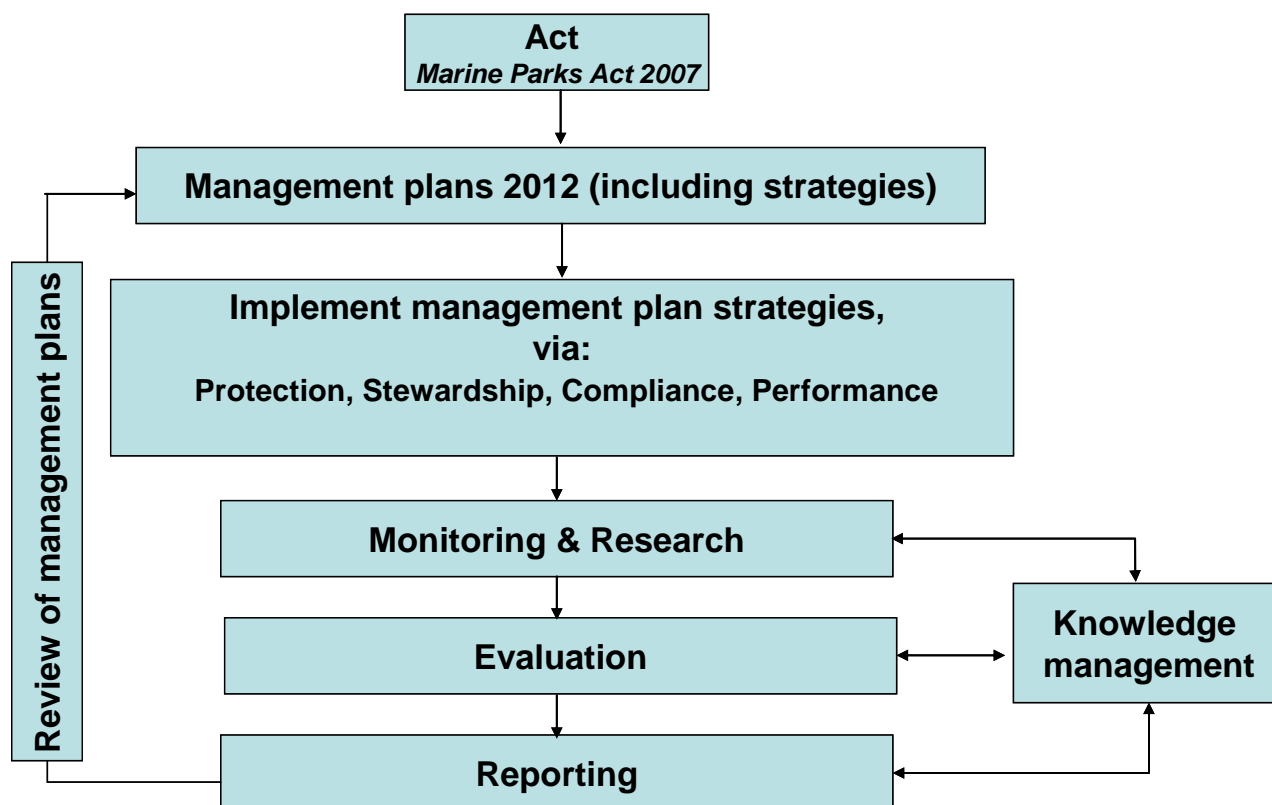 Act
Marine Parks Act 2007
Management plans 2012 (including strategies)
Implement management plan strategies,
via:
Protection, Stewardship, Compliance, Performance
Review of management plans
Monitoring & Research
Evaluation
Knowledge
management
Reporting